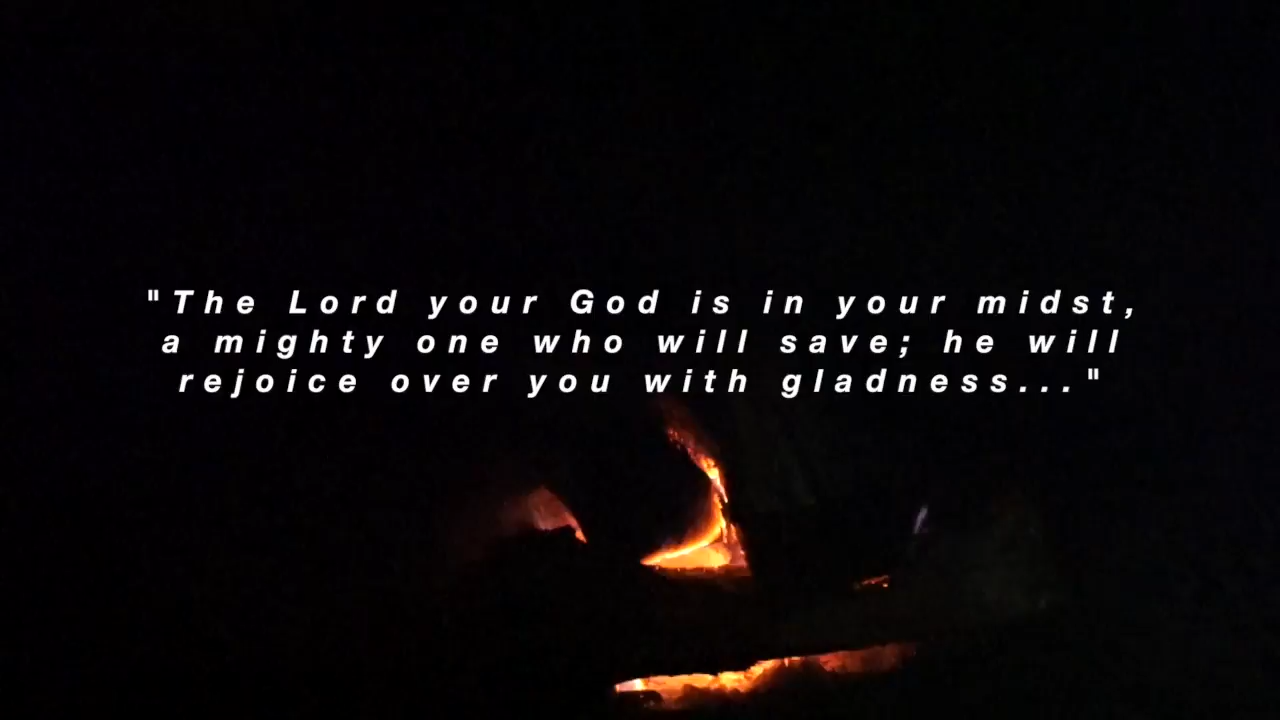 "The Lord your God is in your midst,
a mighty one who will save; he will
rejoice over you with gladness..."